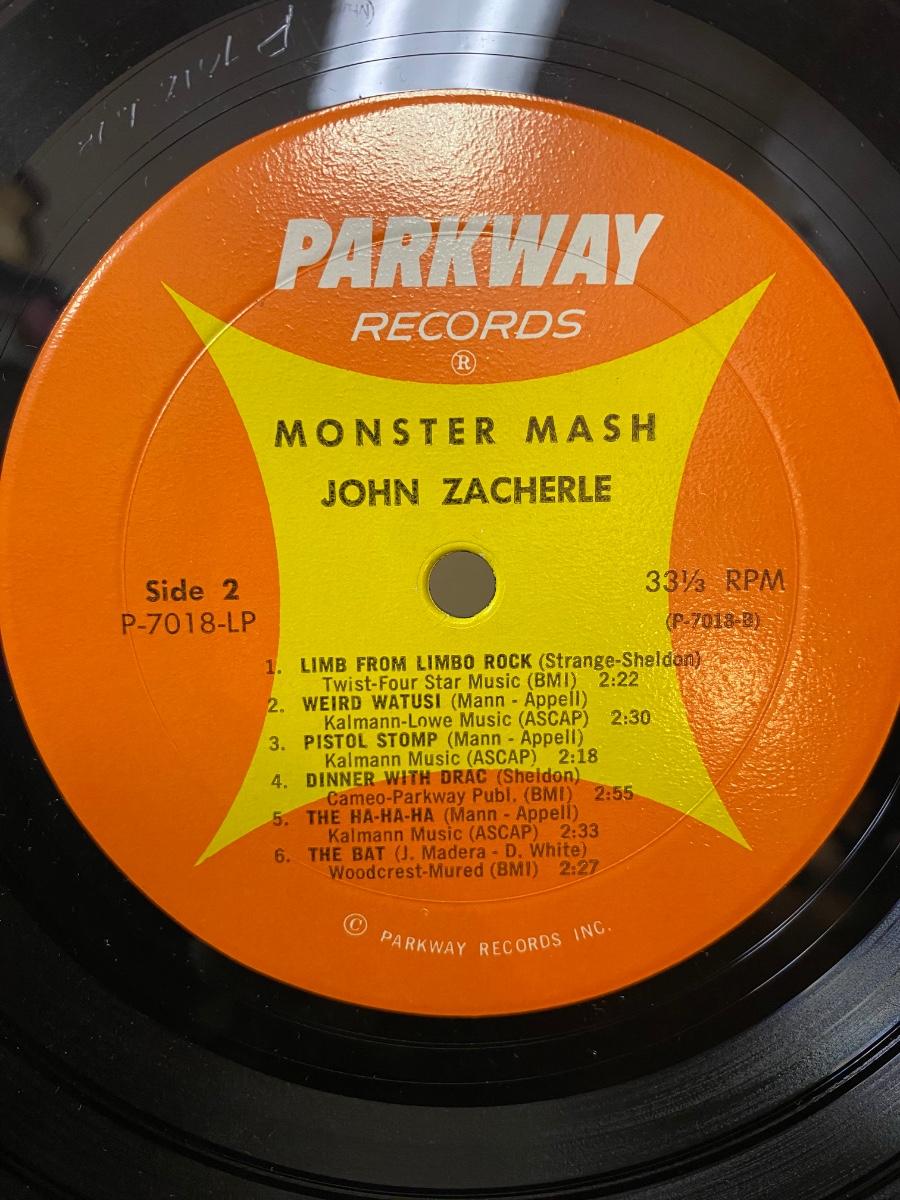 PARKWAY
RECORDS
®
MONSTER MASH
JOHN ZACHERLE
Side 2
P-7018-LP
33⅓ RPM
(P-7018-B)
1. LIMB FROM LIMBO ROCK (Strange-Sheldon)
Twist-Four Star Music (BMI) 2:22
2. WEIRD WATUSI (Mann - Appell)
Kalmann-Lowe Music (ASCAP) 2:30
3. PISTOL STOMP (Mann - Appell)
Kalmann Music (ASCAP) 2:18
4. DINNER WITH DRAC (Sheldon)
Cameo-Parkway Publ. (BMI) 2:55
5. THE HA-HA-HA (Mann - Appell)
Kalmann Music (ASCAP) 2:33
6. THE BAT (J. Madera - D. White)
Woodcrest-Mured (BMI) 2:27
© PARKWAY RECORDS INC.